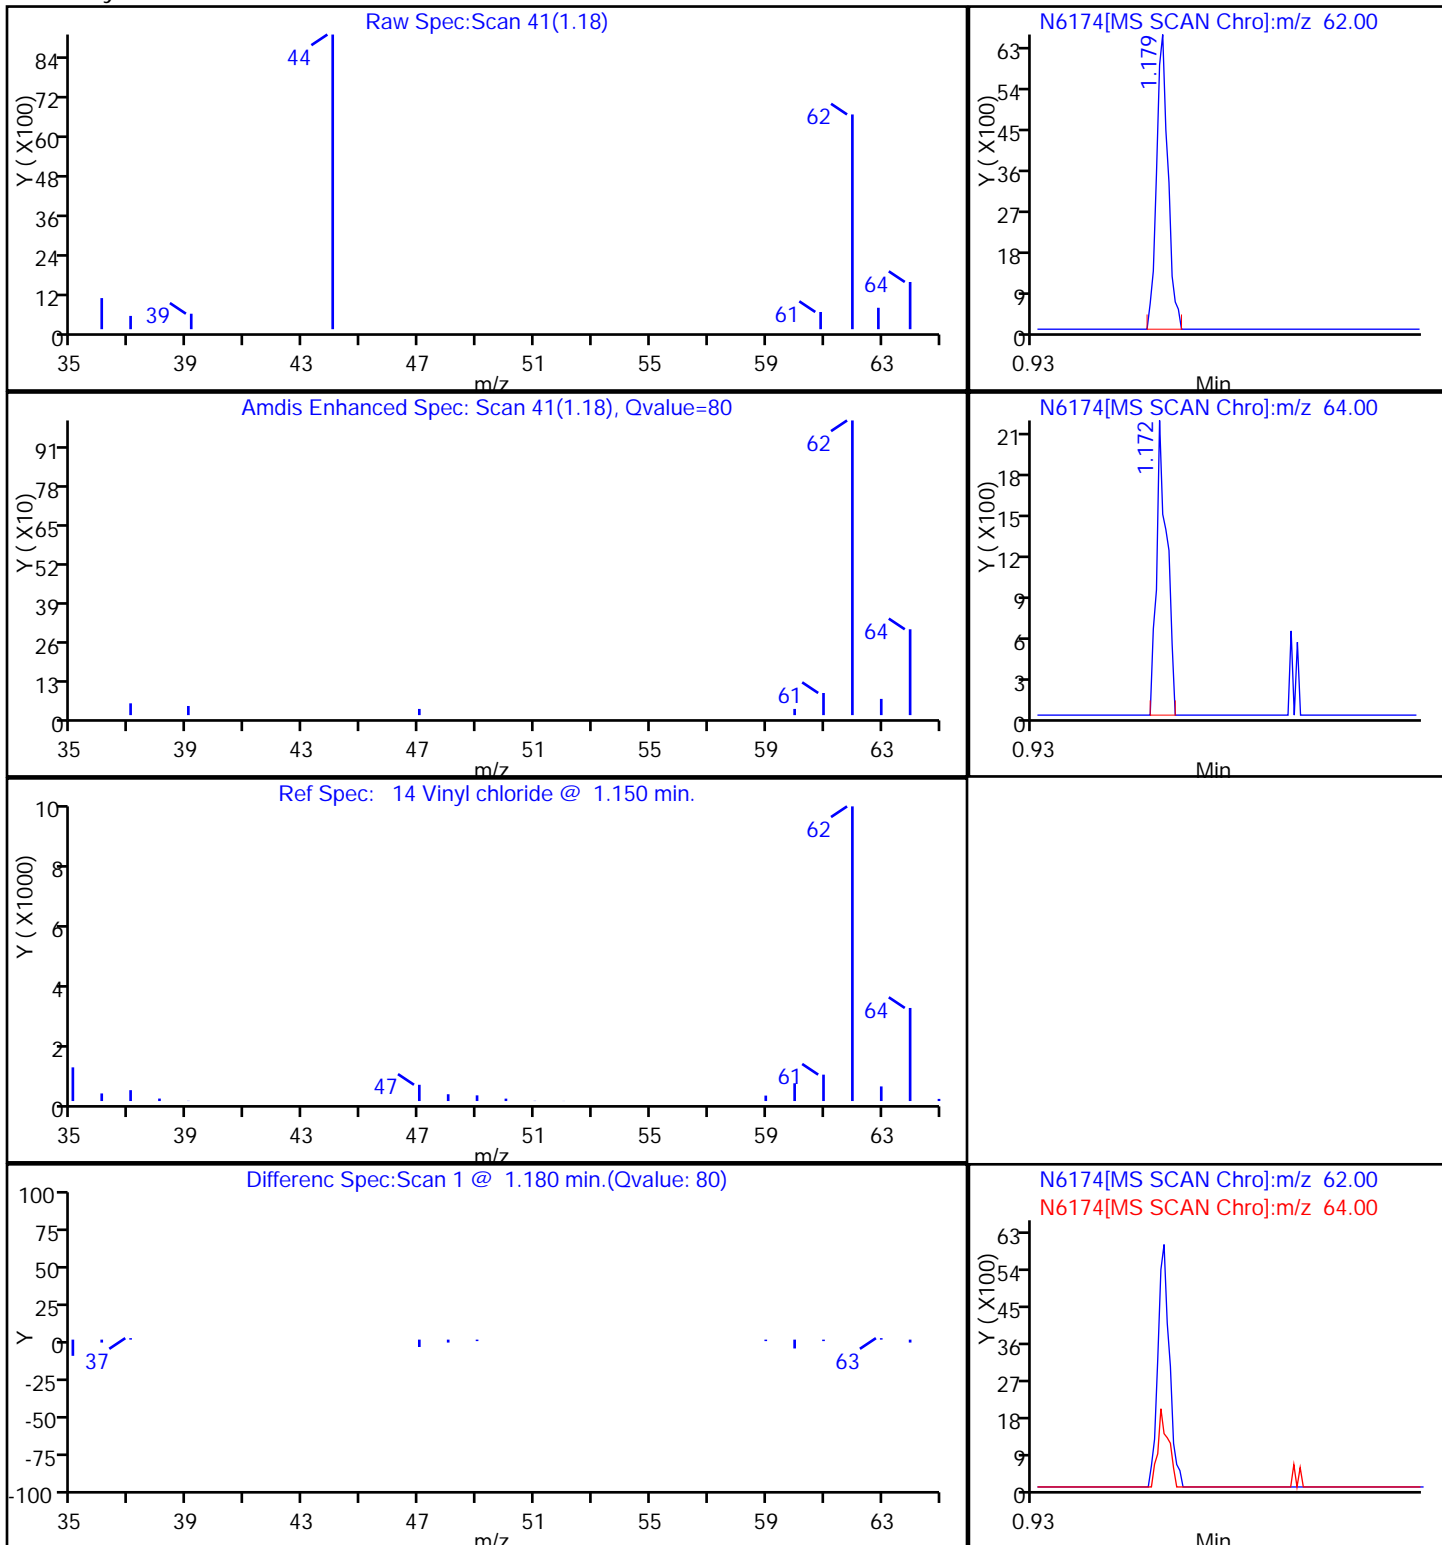 Raw Spec:Scan 41(1.18)
44
62
64
61
39
84
72
60
48
36
24
12
0
Y ( X100)
35 39 43 47 51 55 59 63
m/z
N6174[MS SCAN Chro]:m/z 62.00
1.179
63
54
45
36
27
18
9
0
Y ( X100)
0.93
Min
Amdis Enhanced Spec: Scan 41(1.18), Qvalue=80
62
64
61
91
78
65
52
39
26
13
0
Y ( X10)
35 39 43 47 51 55 59 63
m/z
N6174[MS SCAN Chro]:m/z 64.00
1.172
21
18
15
12
9
6
3
0
Y ( X100)
0.93
Min
Ref Spec: 14 Vinyl chloride @ 1.150 min.
62
64
61
47
10
8
6
4
2
0
Y ( X1000)
35 39 43 47 51 55 59 63
m/z
Differenc Spec:Scan 1 @ 1.180 min.(Qvalue: 80)
100
75
50
25
0
-25
-50
-75
-100
Y
37
63
35 39 43 47 51 55 59 63
m/z
N6174[MS SCAN Chro]:m/z 62.00
N6174[MS SCAN Chro]:m/z 64.00
63
54
45
36
27
18
9
0
Y ( X100)
0.93
Min